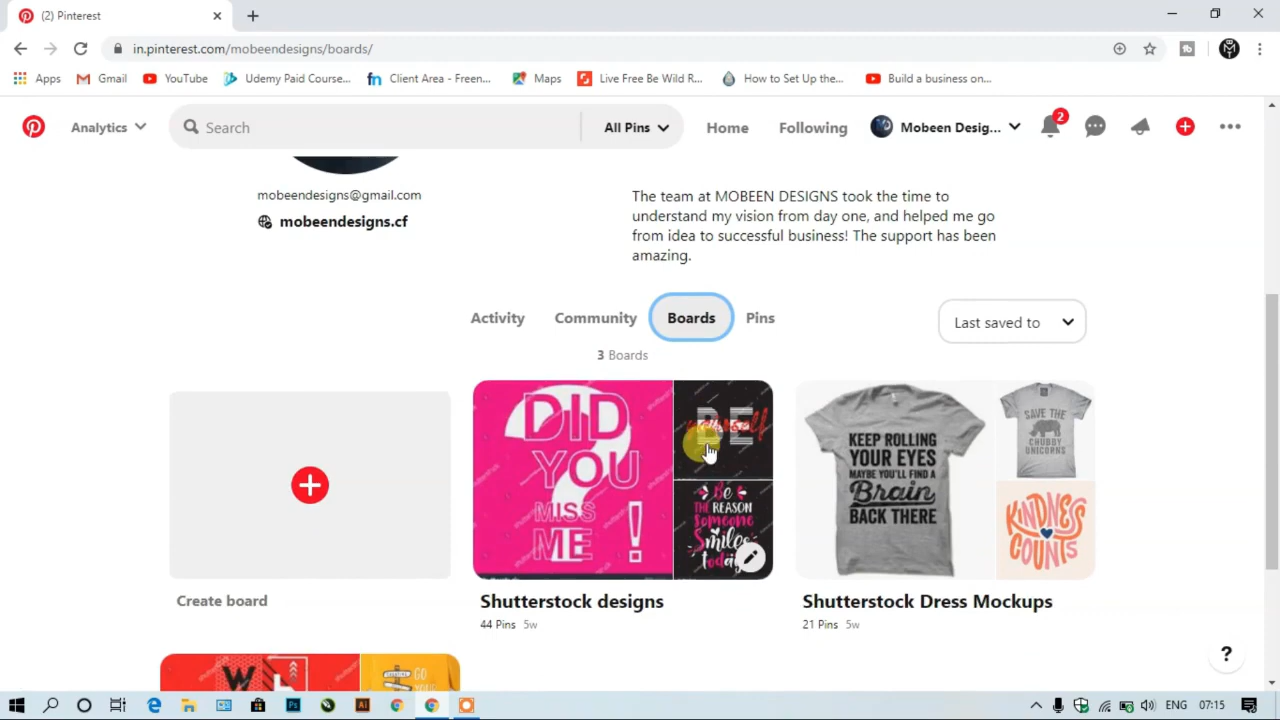 (2) Pinterest
in.pinterest.com/mobeendesigns/boards/
Apps
Gmail
YouTube
Udemy Paid Course...
Client Area - Freen...
Maps
Live Free Be Wild R...
How to Set Up the...
Build a business on...
Analytics
Search
All Pins
Home
Following
Mobeen Desig...
2
mobeendesigns@gmail.com
mobeendesigns.cf
The team at MOBEEN DESIGNS took the time to
understand my vision from day one, and helped me go
from idea to successful business! The support has been
amazing.
Activity
Community
Boards
Pins
Last saved to
3 Boards
DID
YOU
MISS
ME !
BE
yourself
Be
THE REASON
Someone
Smiles
today
KEEP ROLLING
YOUR EYES
MAYBE YOU'LL FIND A
Brain
BACK THERE
SAVE THE
CHUBBY
UNICORNS
KINDNESS
COUNTS
Create board
Shutterstock designs
44 Pins 5w
Shutterstock Dress Mockups
21 Pins 5w
W
GO
YOUR
?
Ps
Ai
ENG
07:15